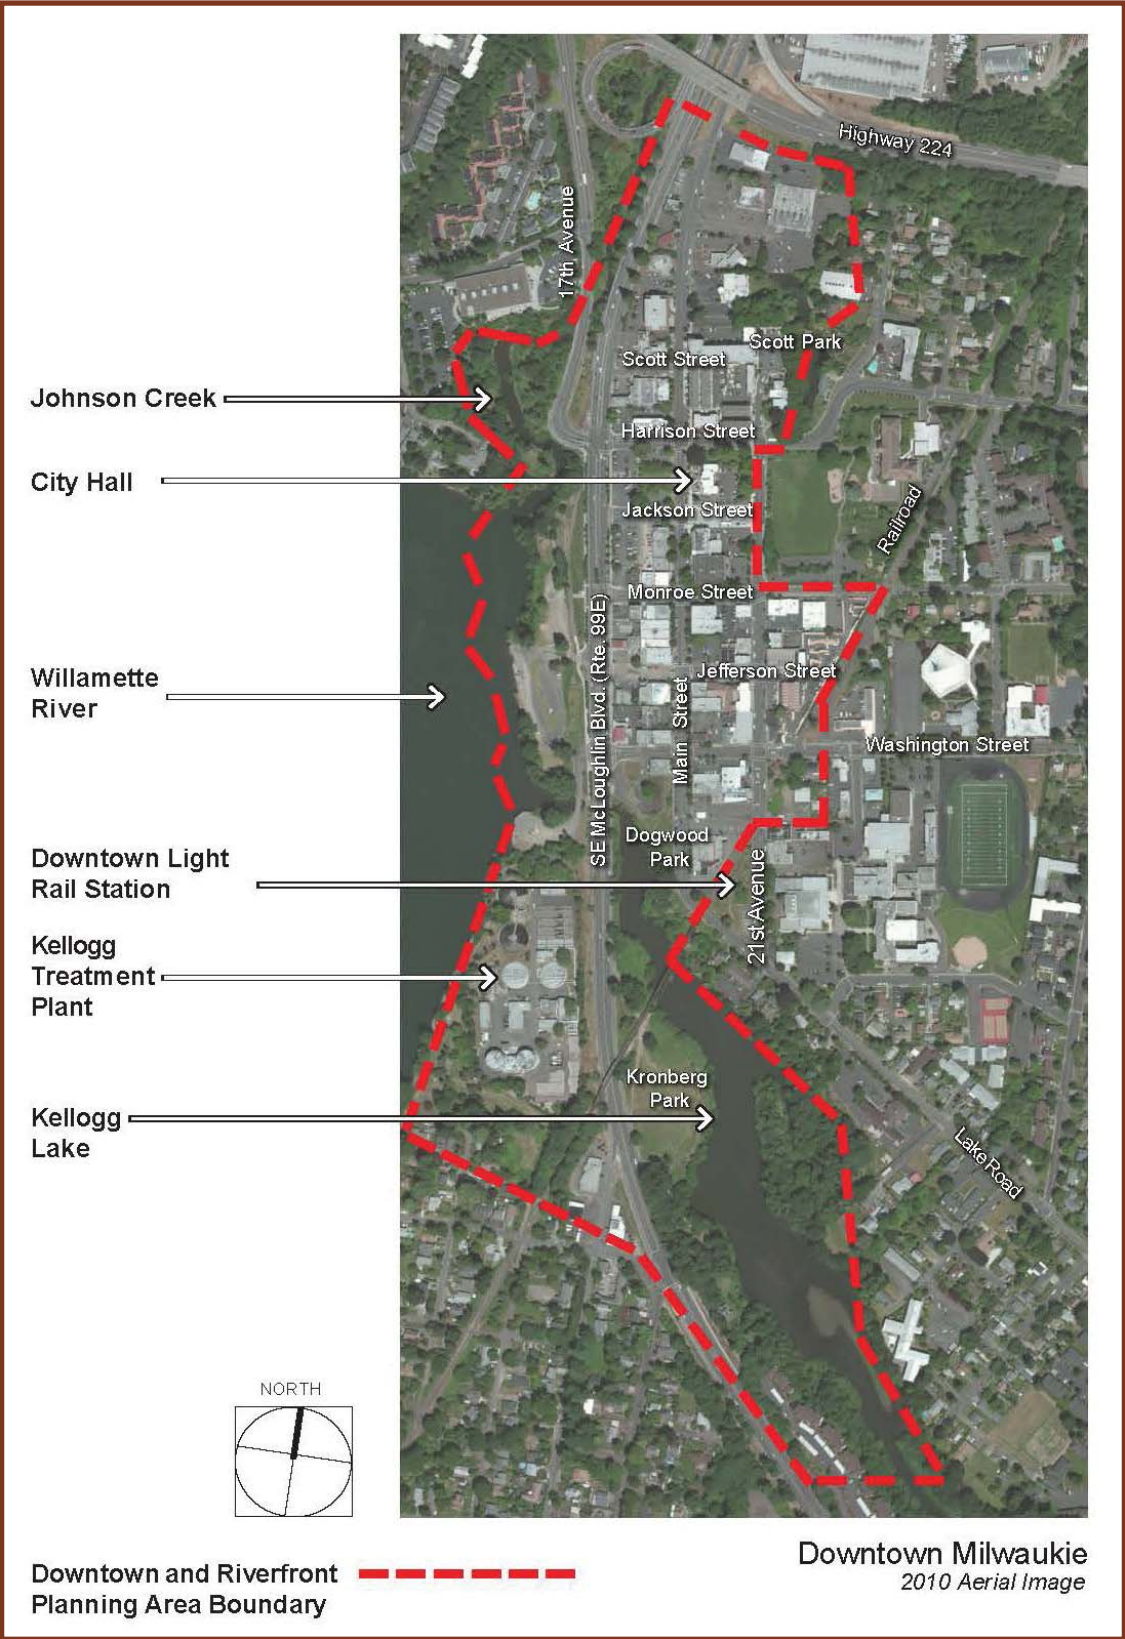 Highway 224
17th Avenue
Scott Park
Scott Street
Johnson Creek
Harrison Street
City Hall
Jackson Street
Railroad
Monroe Street
SE McLoughlin Blvd. (Rte. 99E)
Willamette
River
Jefferson Street
Main Street
Washington Street
Dogwood
Park
Downtown Light
Rail Station
21st Avenue
Kellogg
Treatment
Plant
Kronberg
Park
Kellogg
Lake
Lake Road
NORTH
Downtown Milwaukie
2010 Aerial Image
Downtown and Riverfront
Planning Area Boundary